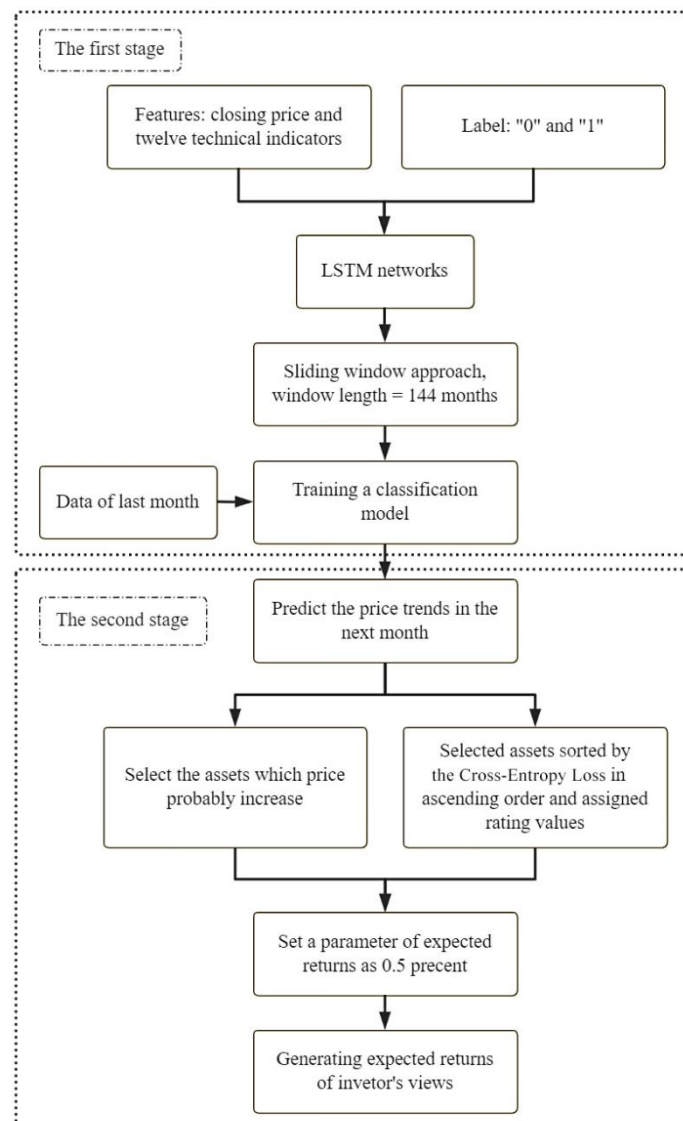 The first stage
Features: closing price and
twelve technical indicators
Label: "0" and "1"
LSTM networks
Sliding window approach,
window length = 144 months
Data of last month
Training a classification
model
The second stage
Predict the price trends in the
next month
Select the assets which price
probably increase
Selected assets sorted by
the Cross-Entropy Loss in
ascending order and assigned
rating values
Set a parameter of expected
returns as 0.5 precent
Generating expected returns
of invetor's views